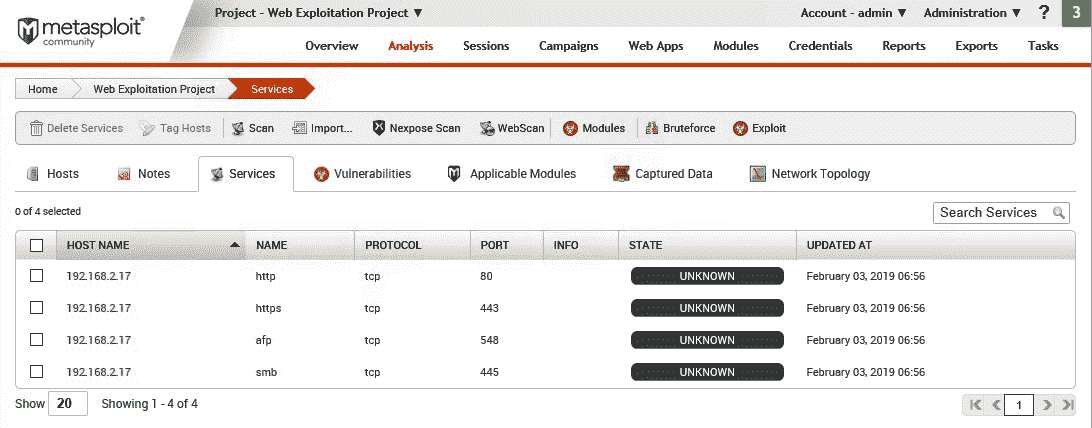 Project - Web Exploitation Project ▼ Account - admin ▼ Administration ▼ ? 3
metasploit®
community
Overview Analysis Sessions Campaigns Web Apps Modules Credentials Reports Exports Tasks
Home Web Exploitation Project Services
Delete Services Tag Hosts Scan Import... Nexpose Scan WebScan Modules Bruteforce Exploit
Hosts Notes Services Vulnerabilities Applicable Modules Captured Data Network Topology
0 of 4 selected Search Services
HOST NAME NAME PROTOCOL PORT INFO STATE UPDATED AT
192.168.2.17 http tcp 80 UNKNOWN February 03, 2019 06:56
192.168.2.17 https tcp 443 UNKNOWN February 03, 2019 06:56
192.168.2.17 afp tcp 548 UNKNOWN February 03, 2019 06:56
192.168.2.17 smb tcp 445 UNKNOWN February 03, 2019 06:56
Show 20 Showing 1 - 4 of 4 1